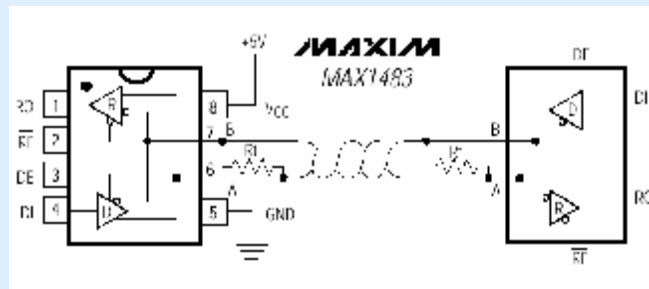 +5V
MAXIM
MAX1483
DE
RO 1
R
8
VCC
D
DI
RE 2
7 B
B
Rt
Rt
DE 3
6
A
A
DI 4
D
5
GND
R
RO
RE